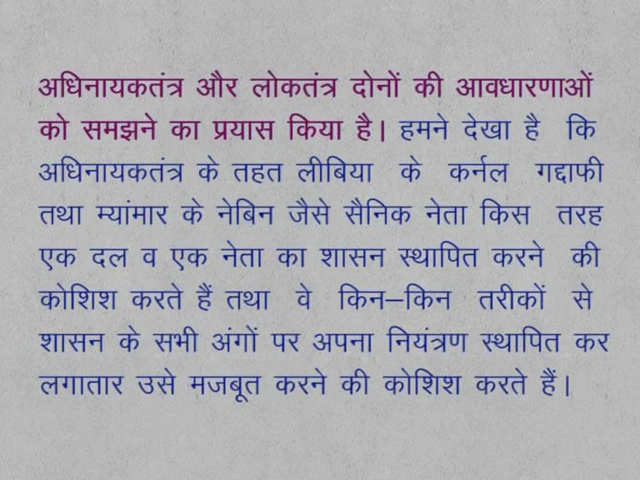 अधिनायकतंत्र और लोकतंत्र दोनों की आवधारणाओं
को समझने का प्रयास किया है। हमने देखा है कि
अधिनायकतंत्र के तहत लीबिया के कर्नल गद्दाफी
तथा म्यांमार के नेबिन जैसे सैनिक नेता किस तरह
एक दल व एक नेता का शासन स्थापित करने की
कोशिश करते हैं तथा वे किन–किन तरीकों से
शासन के सभी अंगों पर अपना नियंत्रण स्थापित कर
लगातार उसे मजबूत करने की कोशिश करते हैं।